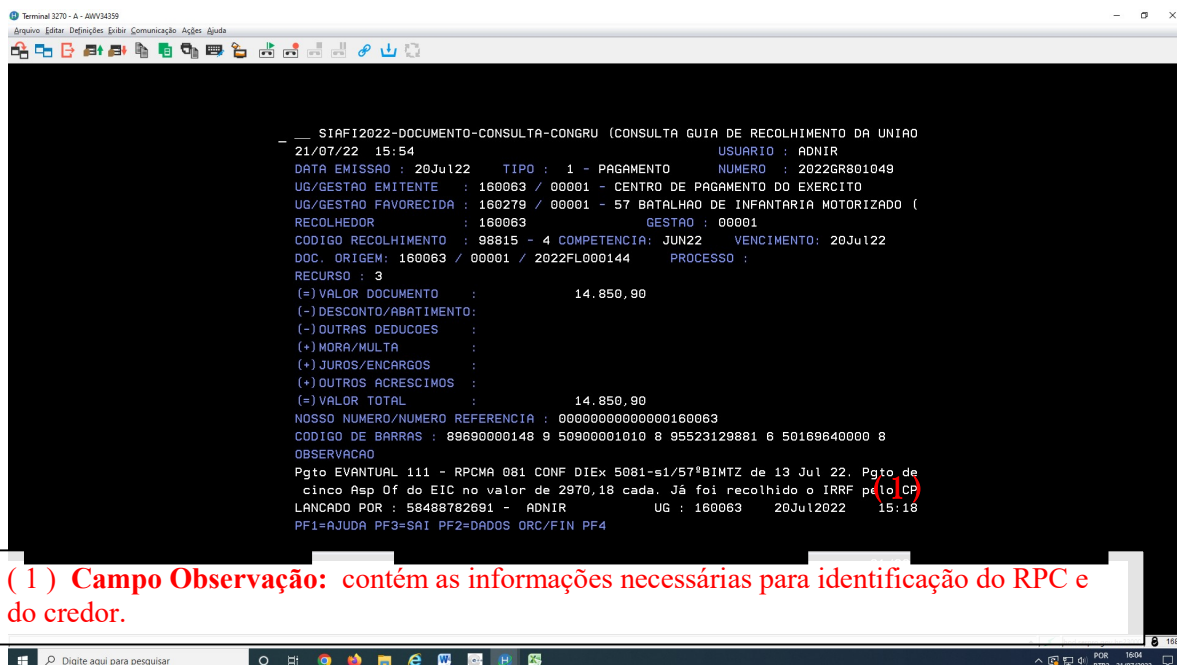 Terminal 3270 - A - AWV34359
Arquivo Editar Definições Exibir Comunicação Ações Ajuda
__ SIAFI2022-DOCUMENTO-CONSULTA-CONGRU (CONSULTA GUIA DE RECOLHIMENTO DA UNIAO
21/07/22 15:54 USUARIO : ADNIR
DATA EMISSAO : 20Jul22 TIPO : 1 - PAGAMENTO NUMERO : 2022GR801049
UG/GESTAO EMITENTE : 160063 / 00001 - CENTRO DE PAGAMENTO DO EXERCITO
UG/GESTAO FAVORECIDA : 160279 / 00001 - 57 BATALHAO DE INFANTARIA MOTORIZADO (
RECOLHEDOR : 160063 GESTAO : 00001
CODIGO RECOLHIMENTO : 98815 - 4 COMPETENCIA: JUN22 VENCIMENTO: 20Jul22
DOC. ORIGEM: 160063 / 00001 / 2022FL000144 PROCESSO :
RECURSO : 3
(=)VALOR DOCUMENTO : 14.850,90
(-)DESCONTO/ABATIMENTO:
(-)OUTRAS DEDUCOES :
(+)MORA/MULTA :
(+)JUROS/ENCARGOS :
(+)OUTROS ACRESCIMOS :
(=)VALOR TOTAL : 14.850,90
NOSSO NUMERO/NUMERO REFERENCIA : 00000000000000160063
CODIGO DE BARRAS : 89690000148 9 50900001010 8 95523129881 6 50169640000 8
OBSERVACAO
Pgto EVANTUAL 111 - RPCMA 081 CONF DIEx 5081-s1/57ºBIMTZ de 13 Jul 22. Pgto de
cinco Asp Of do EIC no valor de 2970,18 cada. Já foi recolhido o IRRF pelo CP
(1)
LANCADO POR : 58488782691 - ADNIR UG : 160063 20Jul2022 15:18
PF1=AJUDA PF3=SAI PF2=DADOS ORC/FIN PF4
( 1 ) Campo Observação: contém as informações necessárias para identificação do RPC e
do credor.
Digite aqui para pesquisar
POR 16:04